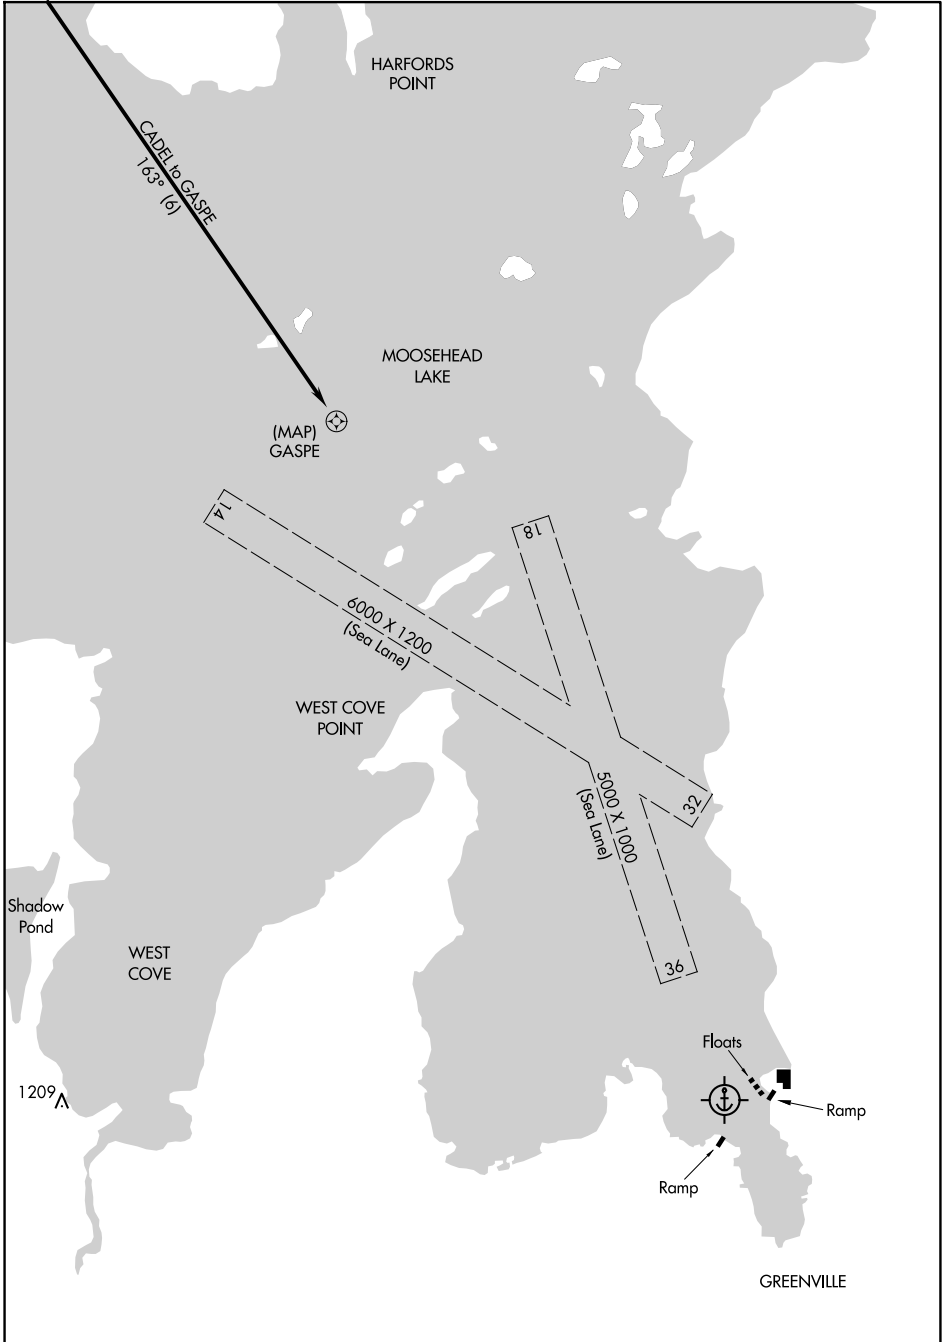 HARFORDS
POINT
CADEL to GASPE
163° (6)
MOOSEHEAD
LAKE
(MAP)
GASPE
14
18
6000 X 1200
(Sea Lane)
WEST COVE
POINT
5000 X 1000
(Sea Lane)
32
Shadow
Pond
WEST
COVE
36
Floats
1209
Ramp
Ramp
GREENVILLE